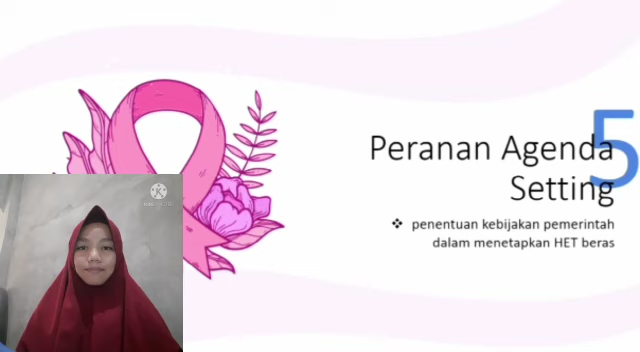 5
Peranan Agenda
Setting
❖ penentuan kebijakan pemerintah
dalam menetapkan HET beras